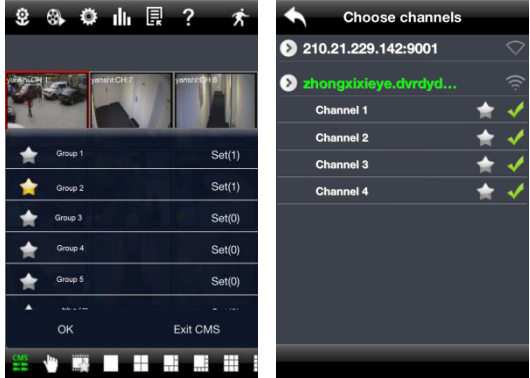 yanshi:CH:1
yanshi:CH:7
yanshi:CH:8
Group 1 Set(1)
Group 2 Set(1)
Group 3 Set(0)
Group 4 Set(0)
Group 5 Set(0)
OK Exit CMS
CMS
Choose channels
210.21.229.142:9001
zhongxixieye.dvrdyd...
Channel 1
Channel 2
Channel 3
Channel 4